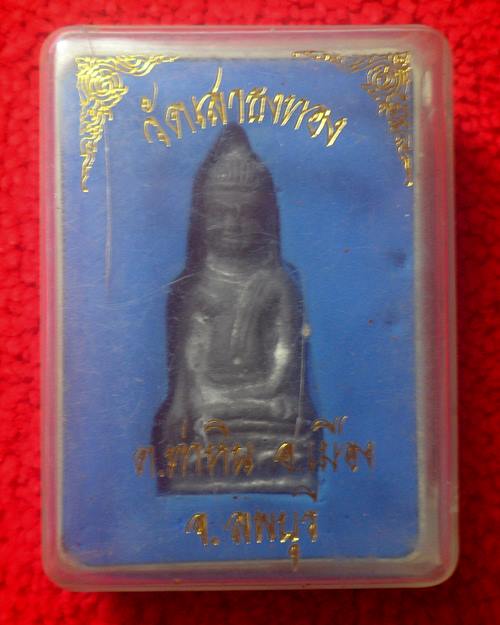 วัดเสาธงทอง
ต.ท่าหิน อ.เมือง
จ.ลพบุรี